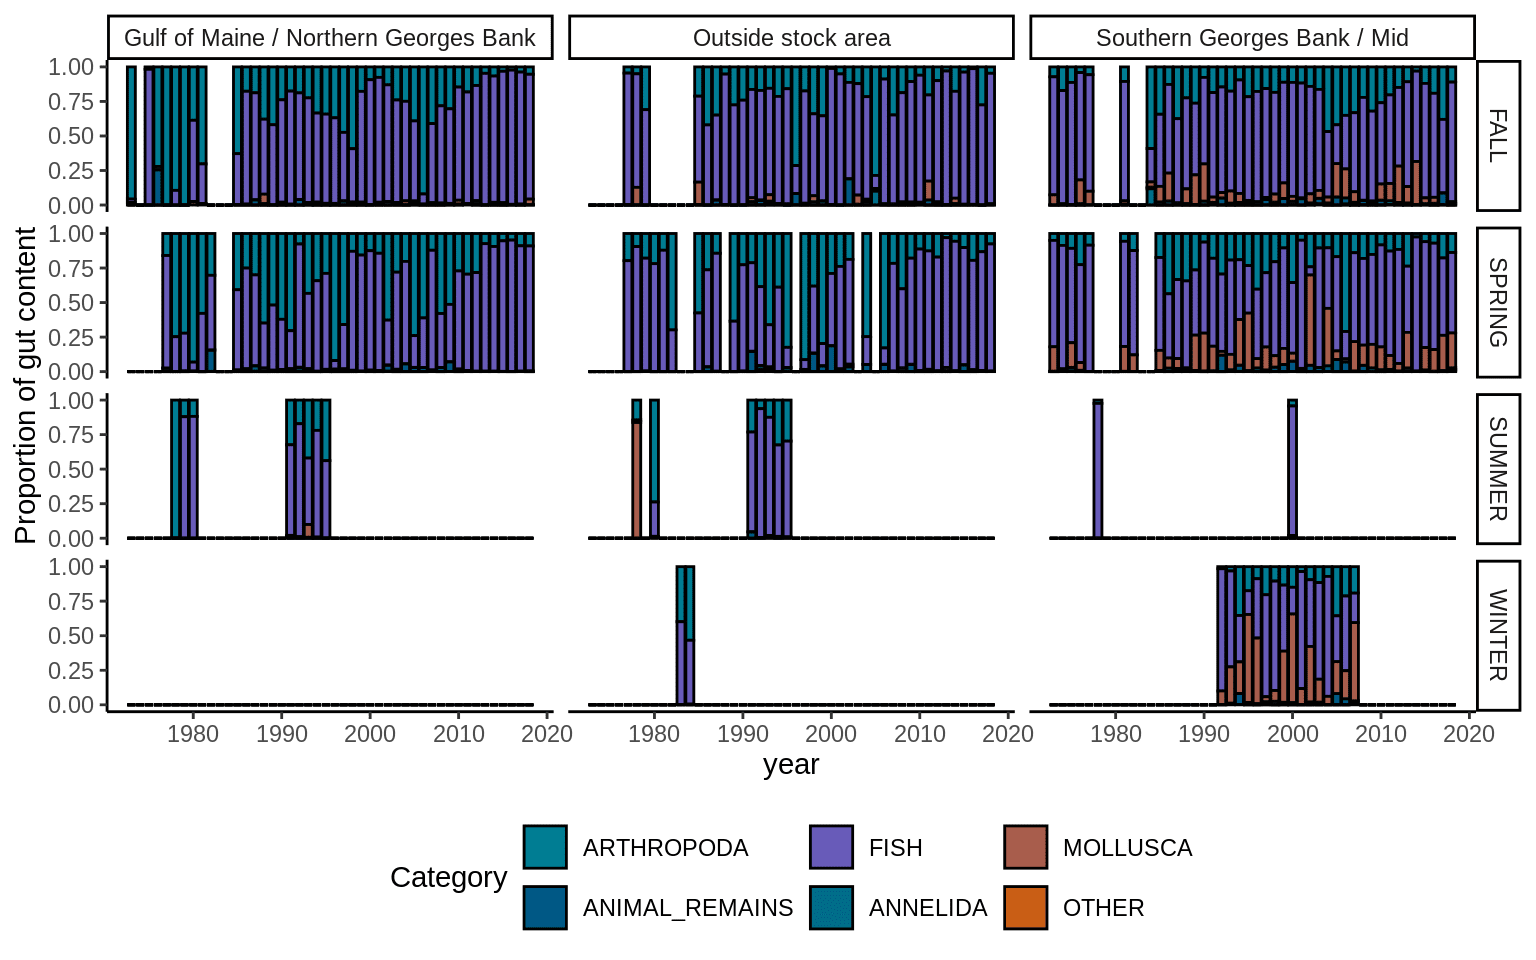 Gulf of Maine / Northern Georges Bank
Outside stock area
Southern Georges Bank / Mid
Proportion of gut content
1.00
0.75
0.50
0.25
0.00
FALL
1.00
0.75
0.50
0.25
0.00
SPRING
1.00
0.75
0.50
0.25
0.00
SUMMER
1.00
0.75
0.50
0.25
0.00
WINTER
1980 1990 2000 2010 2020
1980 1990 2000 2010 2020
1980 1990 2000 2010 2020
year
Category
ARTHROPODA
FISH
MOLLUSCA
ANIMAL_REMAINS
ANNELIDA
OTHER